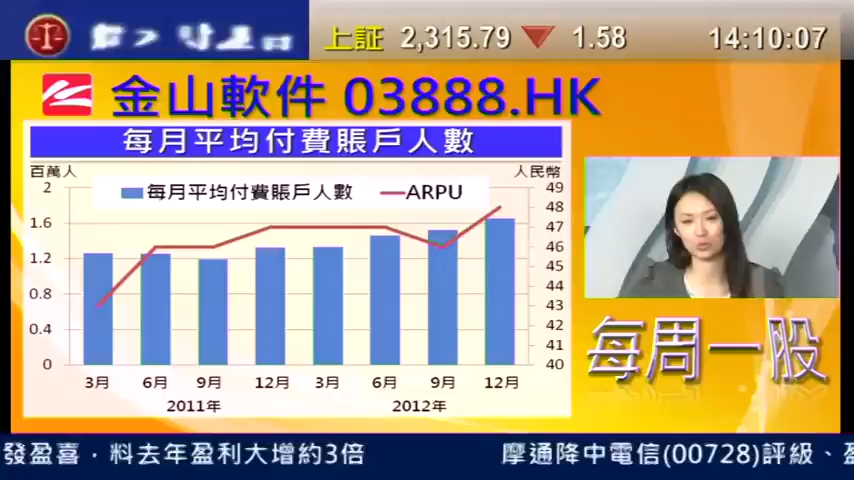 上証 2,315.79 1.58 14:10:07
金山軟件 03888.HK
每月平均付費賬戶人數
百萬人 人民幣
每月平均付費賬戶人數 ARPU
2 49
48
1.6 47
46
1.2 45
44
0.8 43
42
0.4 41
0 40
3月 6月 9月 12月 3月 6月 9月 12月
2011年 2012年
每周一股
發盈喜，料去年盈利大增約3倍 摩通降中電信(00728)評級、盈